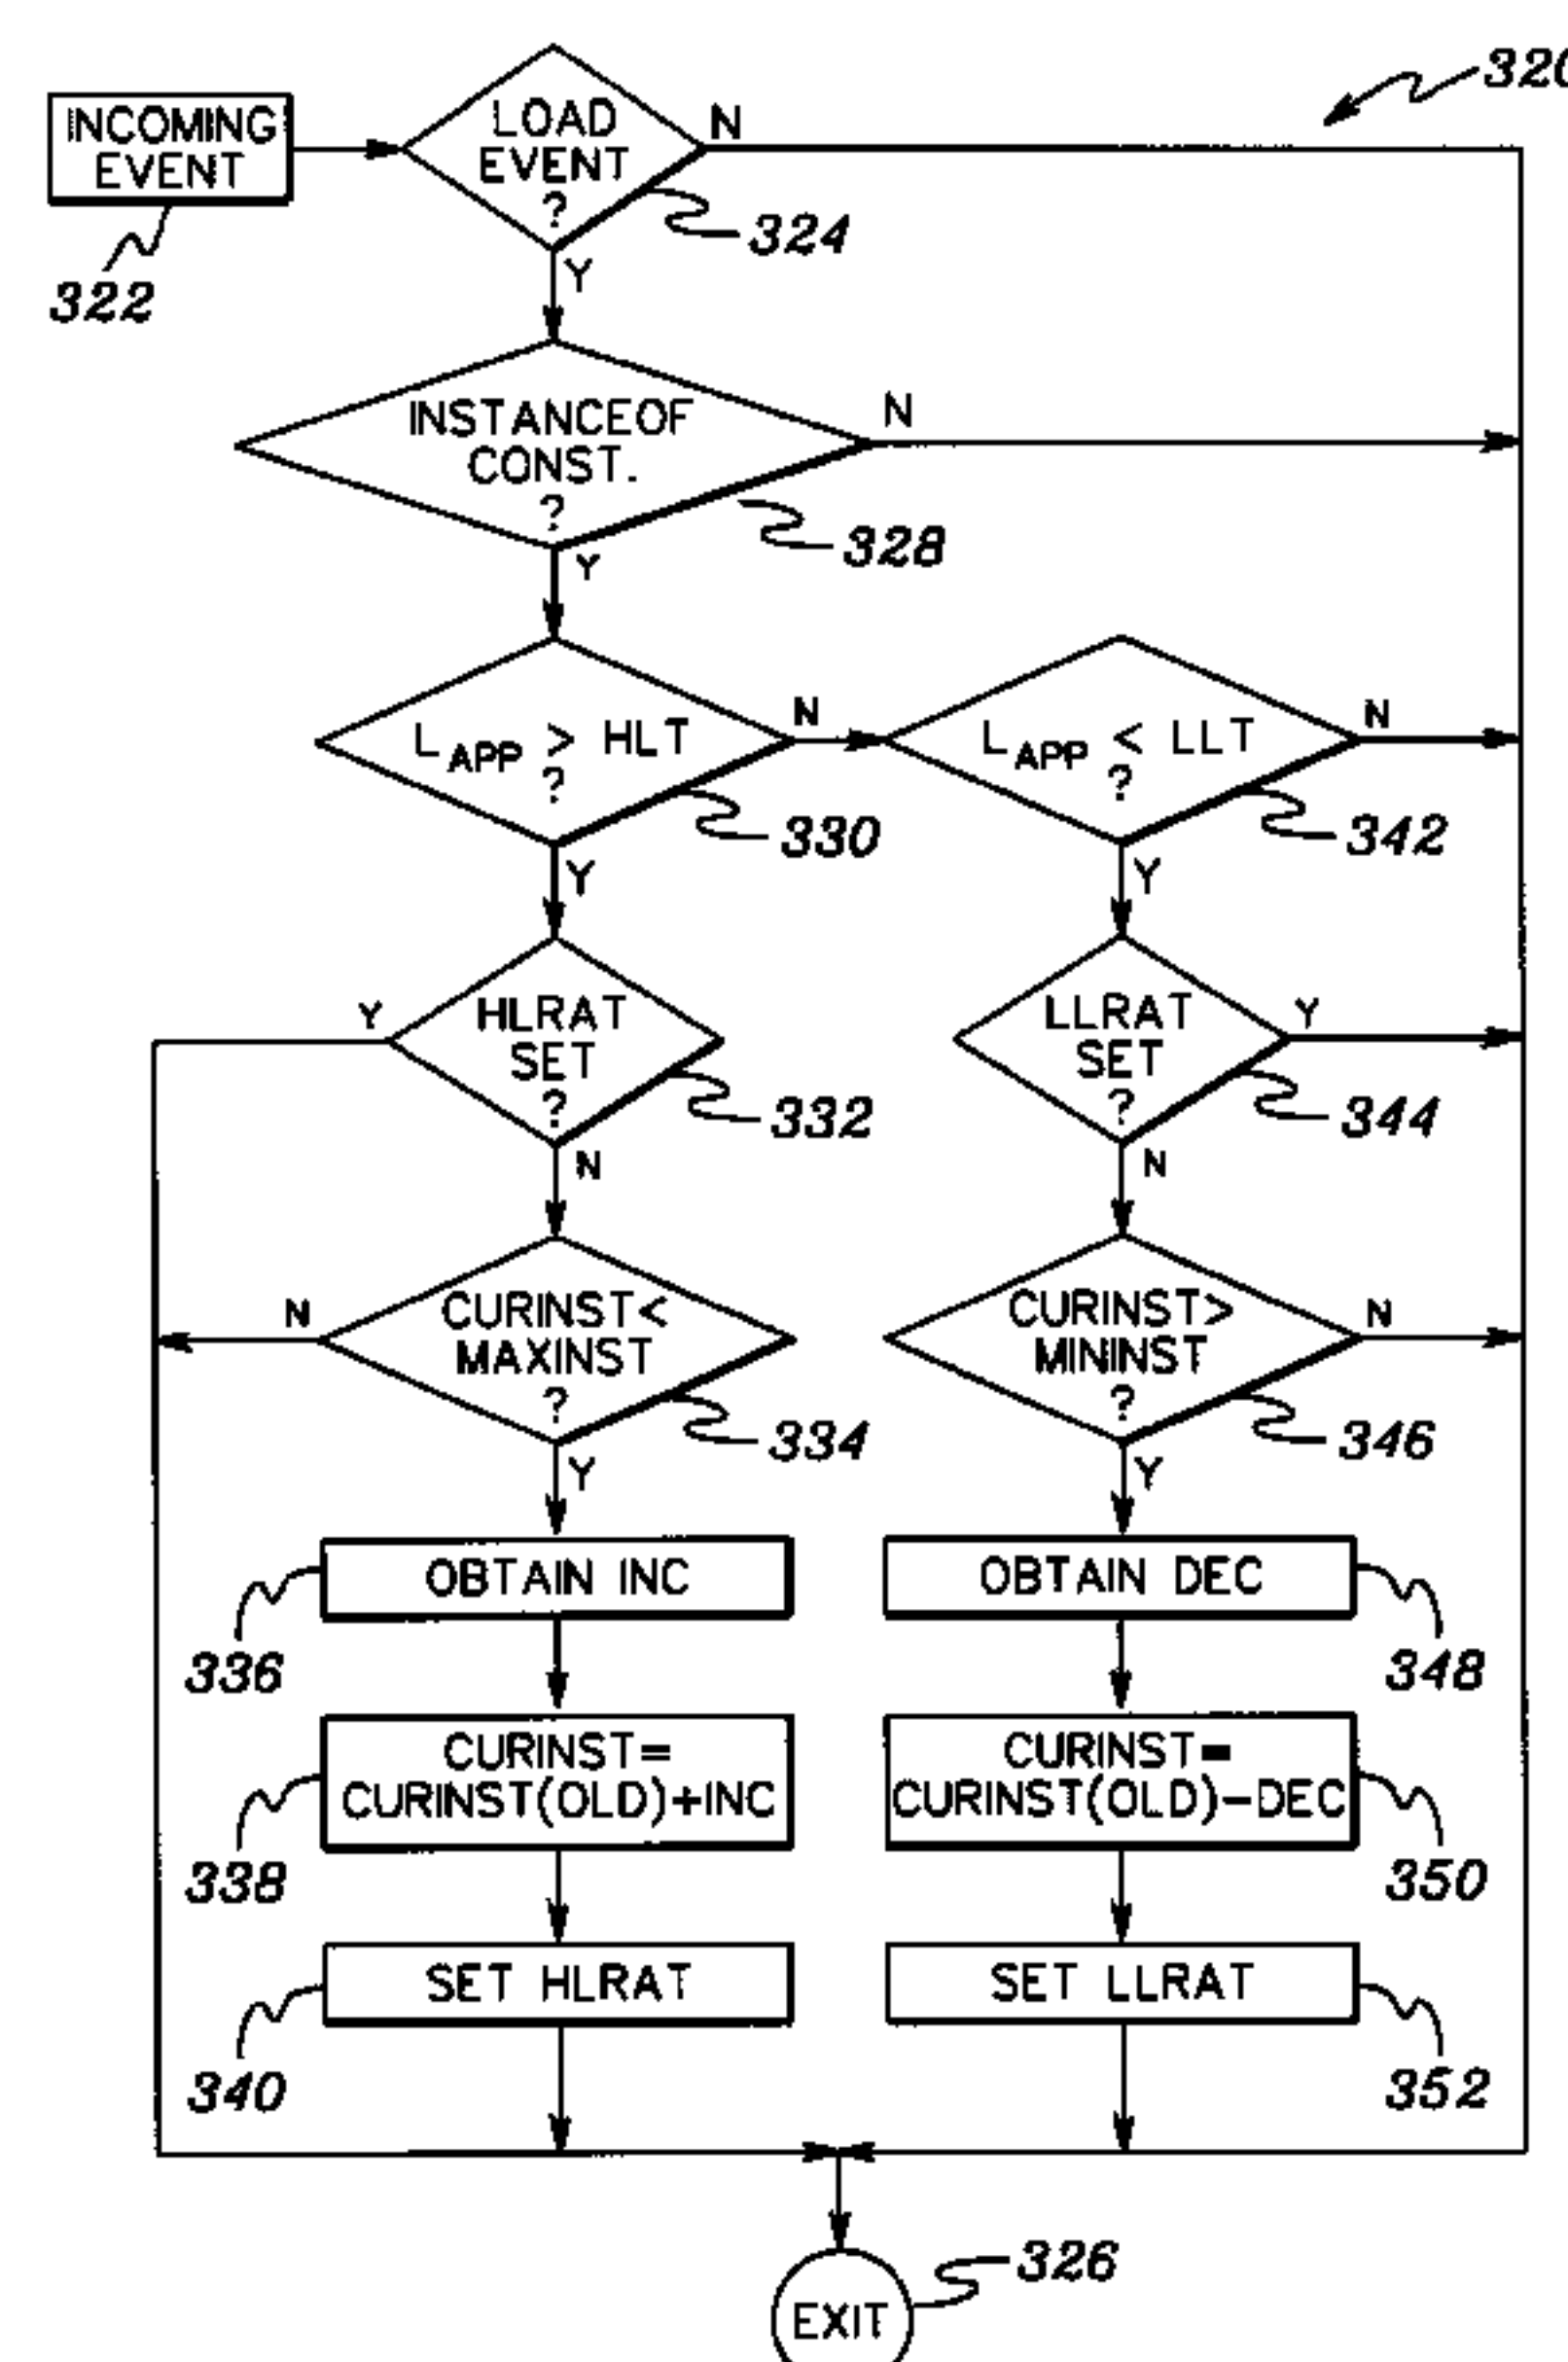 320
INCOMING
EVENT
322
LOAD
EVENT
?
N
324
Y
INSTANCEOF
CONST.
?
N
328
Y
L APP > HLT
?
N
330
Y
L APP < LLT
?
N
342
Y
HLRAT
SET
?
Y
332
N
LLRAT
SET
?
Y
344
N
CURINST<
MAXINST
?
N
334
Y
CURINST>
MININST
?
N
346
Y
OBTAIN INC
336
OBTAIN DEC
348
CURINST=
CURINST(OLD)+INC
338
CURINST=
CURINST(OLD)-DEC
350
SET HLRAT
340
SET LLRAT
352
326
EXIT